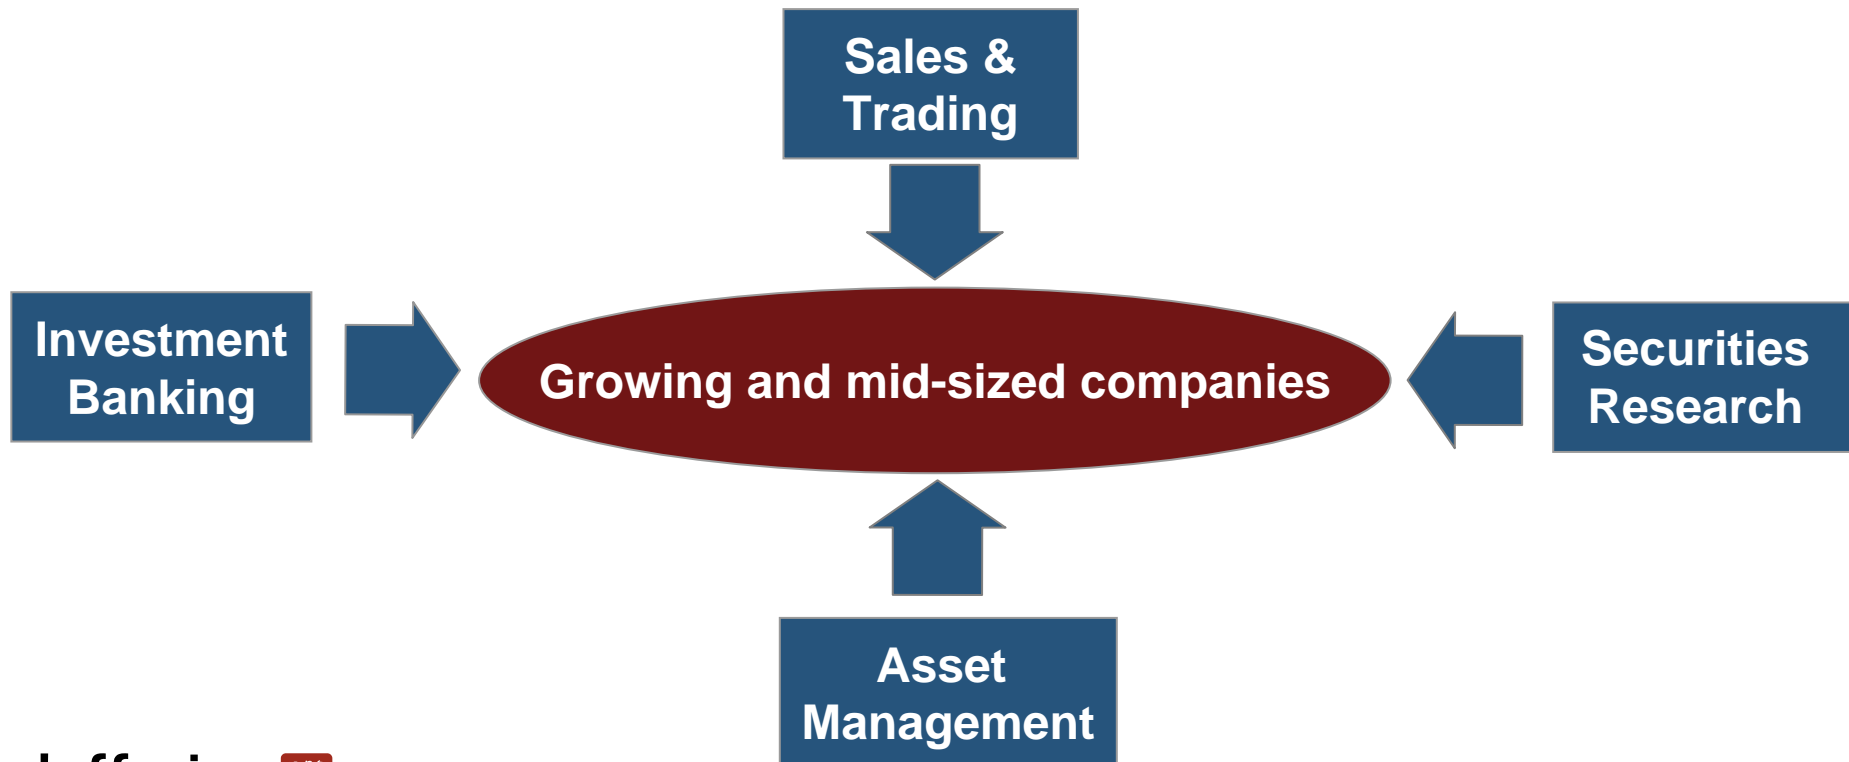 Sales &
Trading
Investment
Banking
Growing and mid-sized companies
Securities
Research
Asset
Management